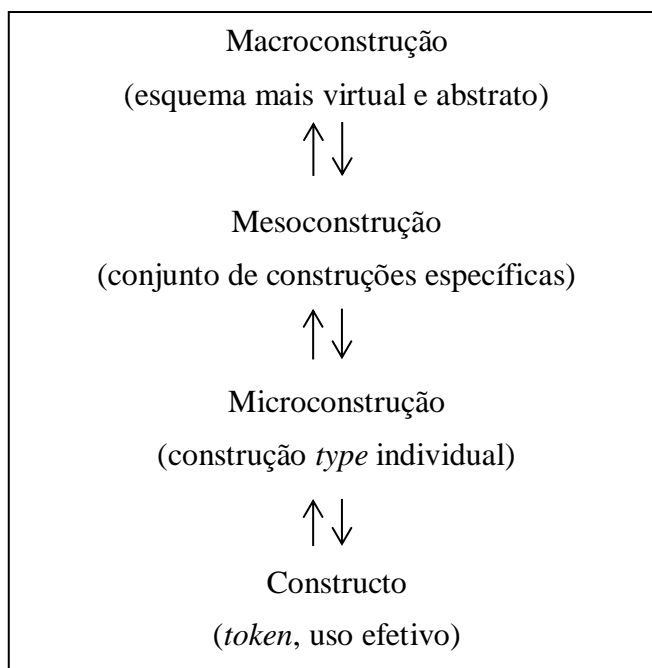 Macroconstrução
(esquema mais virtual e abstrato)
Mesoconstrução
(conjunto de construções específicas)
Microconstrução
(construção type individual)
Constructo
(token, uso efetivo)